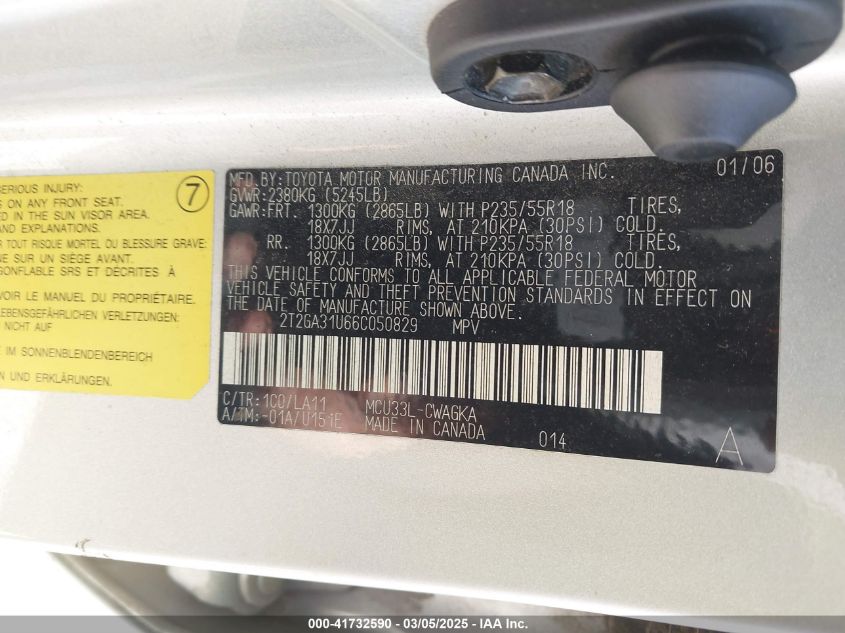 SERIOUS INJURY:
S ON ANY FRONT SEAT.
D IN THE SUN VISOR AREA.
AND EXPLANATIONS.
R TOUT RISQUE MORTEL OU BLESSURE GRAVE:
NE SUR UN SIÈGE AVANT.
GONFLABLE SRS ET DÉCRITES À
VOIR LE MANUEL DU PROPRIÉTAIRE.
LEBENSGEFÄHRLICHEN VERLETZUNG:
NICHT AUF
E IM SONNENBLENDENBEREICH
N UND ERKLÄRUNGEN.
7
MFD.BY:TOYOTA MOTOR MANUFACTURING CANADA INC. 01/06
GVWR:2380KG (5245LB)
GAWR:FRT. 1300KG (2865LB) WITH P235/55R18 TIRES,
18X7JJ RIMS, AT 210KPA (30PSI) COLD.
RR. 1300KG (2865LB) WITH P235/55R18 TIRES,
18X7JJ RIMS, AT 210KPA (30PSI) COLD.
THIS VEHICLE CONFORMS TO ALL APPLICABLE FEDERAL MOTOR
VEHICLE SAFETY AND THEFT PREVENTION STANDARDS IN EFFECT ON
THE DATE OF MANUFACTURE SHOWN ABOVE.
2T2GA31U66C050829 MPV
C/TR:1C0/LA11 MCU33L-CWAGKA
A/TM:-01A/U151E MADE IN CANADA 014 A
000-41732590 - 03/05/2025 - IAA Inc.